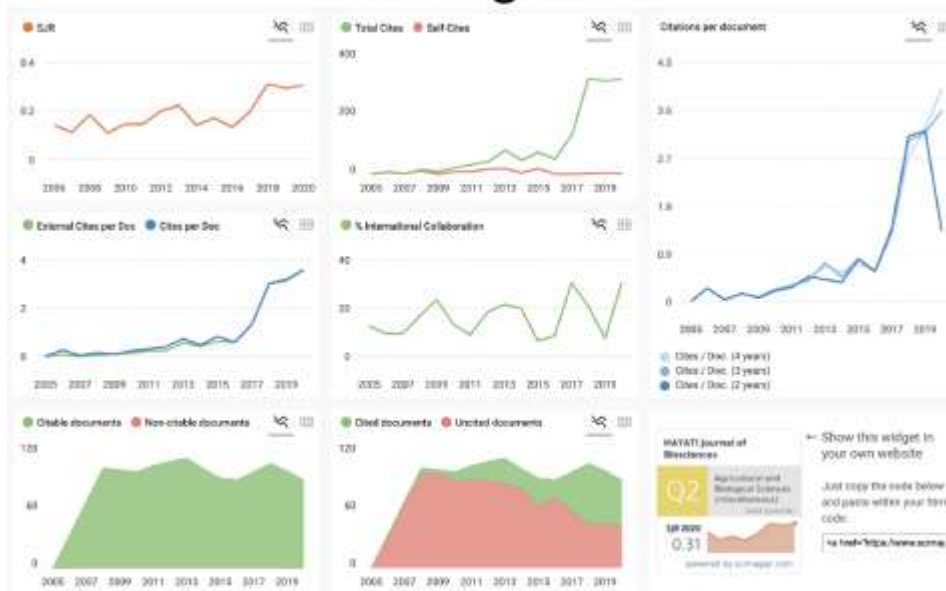 SJR
0.4
0.2
0
2006 2008 2010 2012 2014 2016 2018 2020
Total Cites Self-Cites
400
200
0
2005 2007 2009 2011 2013 2015 2017 2019
Citations per document
4.5
3.6
2.7
1.8
0.9
0
2005 2007 2009 2011 2013 2015 2017 2019
Cites / Doc. (4 years)
Cites / Doc. (3 years)
Cites / Doc. (2 years)
External Cites per Doc Cites per Doc
4
2
0
2005 2007 2009 2011 2013 2015 2017 2019
% International Collaboration
40
20
0
2005 2007 2009 2011 2013 2015 2017 2019
Citable documents Non-citable documents
120
60
0
2005 2007 2009 2011 2013 2015 2017 2019
Cited documents Uncited documents
120
60
0
2005 2007 2009 2011 2013 2015 2017 2019
HAYATI Journal of
Biosciences
Q2
Agricultural and
Biological Sciences
(miscellaneous)
best quartile
SJR 2020
0.31
powered by scimagojr.com
← Show this widget in
your own website
Just copy the code below
and paste within your html
code:
<a href="https://www.scimag